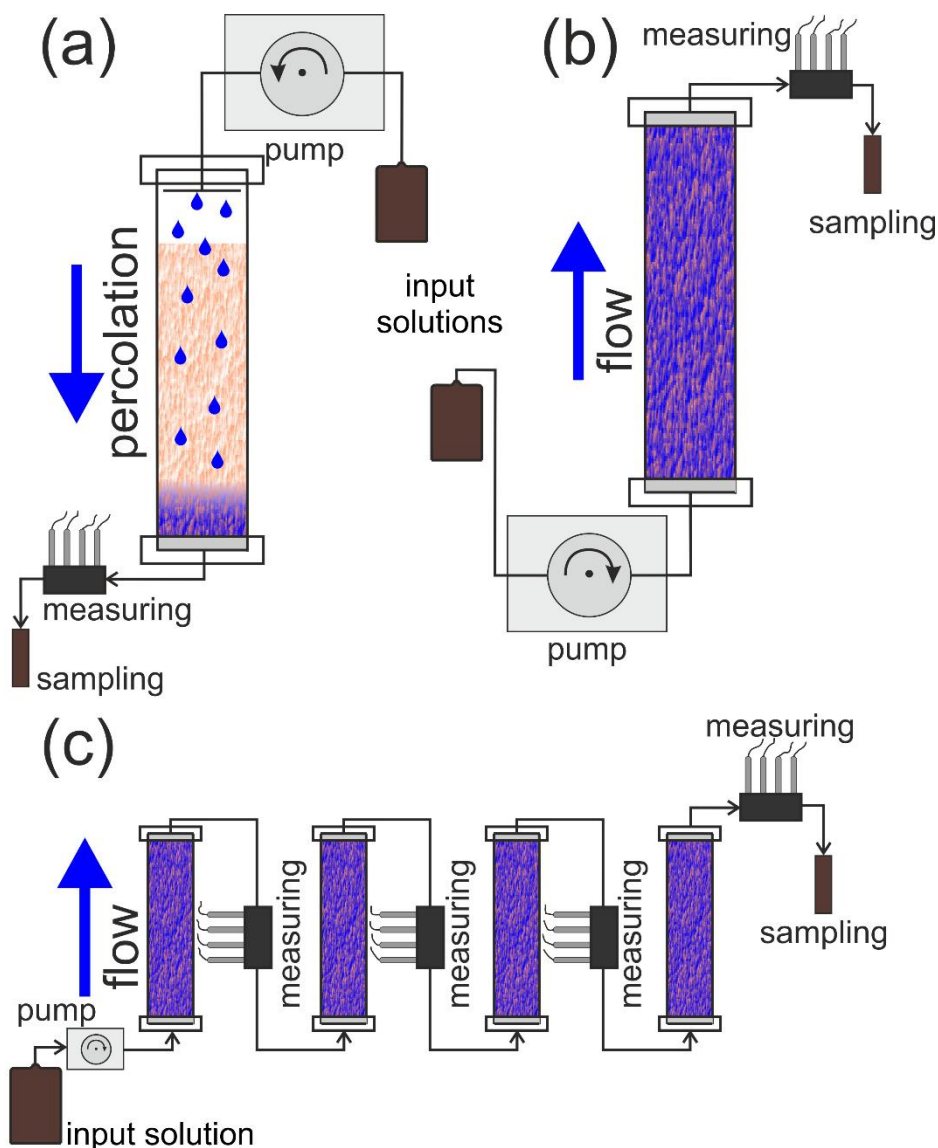 (a)
pump
percolation
measuring
sampling
input
solutions
(b)
measuring
sampling
flow
pump
(c)
measuring
sampling
flow
measuring
measuring
measuring
pump
input solution